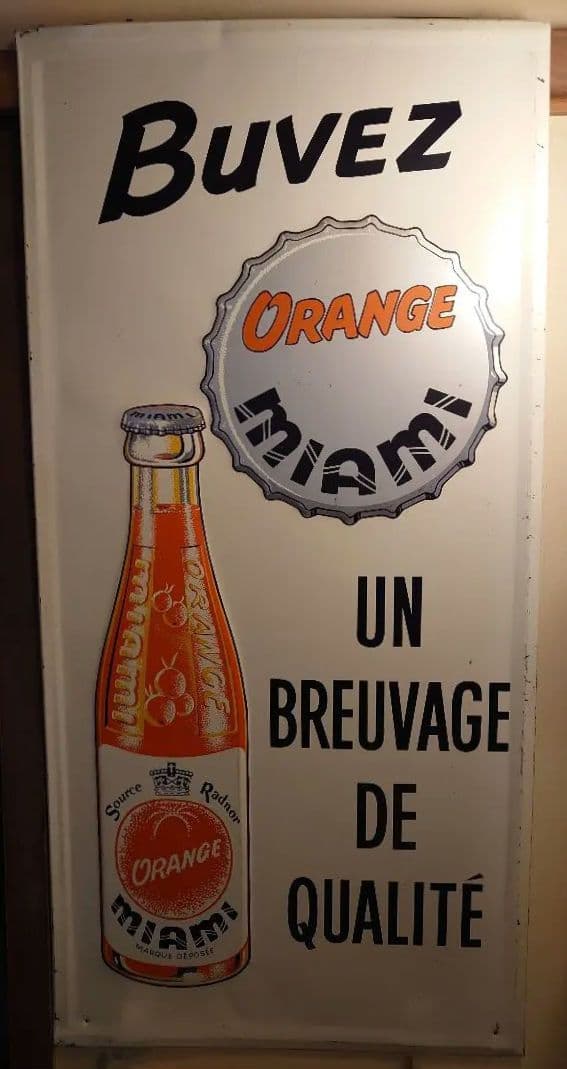 BUVEZ
ORANGE
MIAMI
MIAMI
MIAMI
ORANGE
UN
BREUVAGE
DE
QUALITÉ
Source Radnor
ORANGE
MIAMI
MARQUE DÉPOSÉE